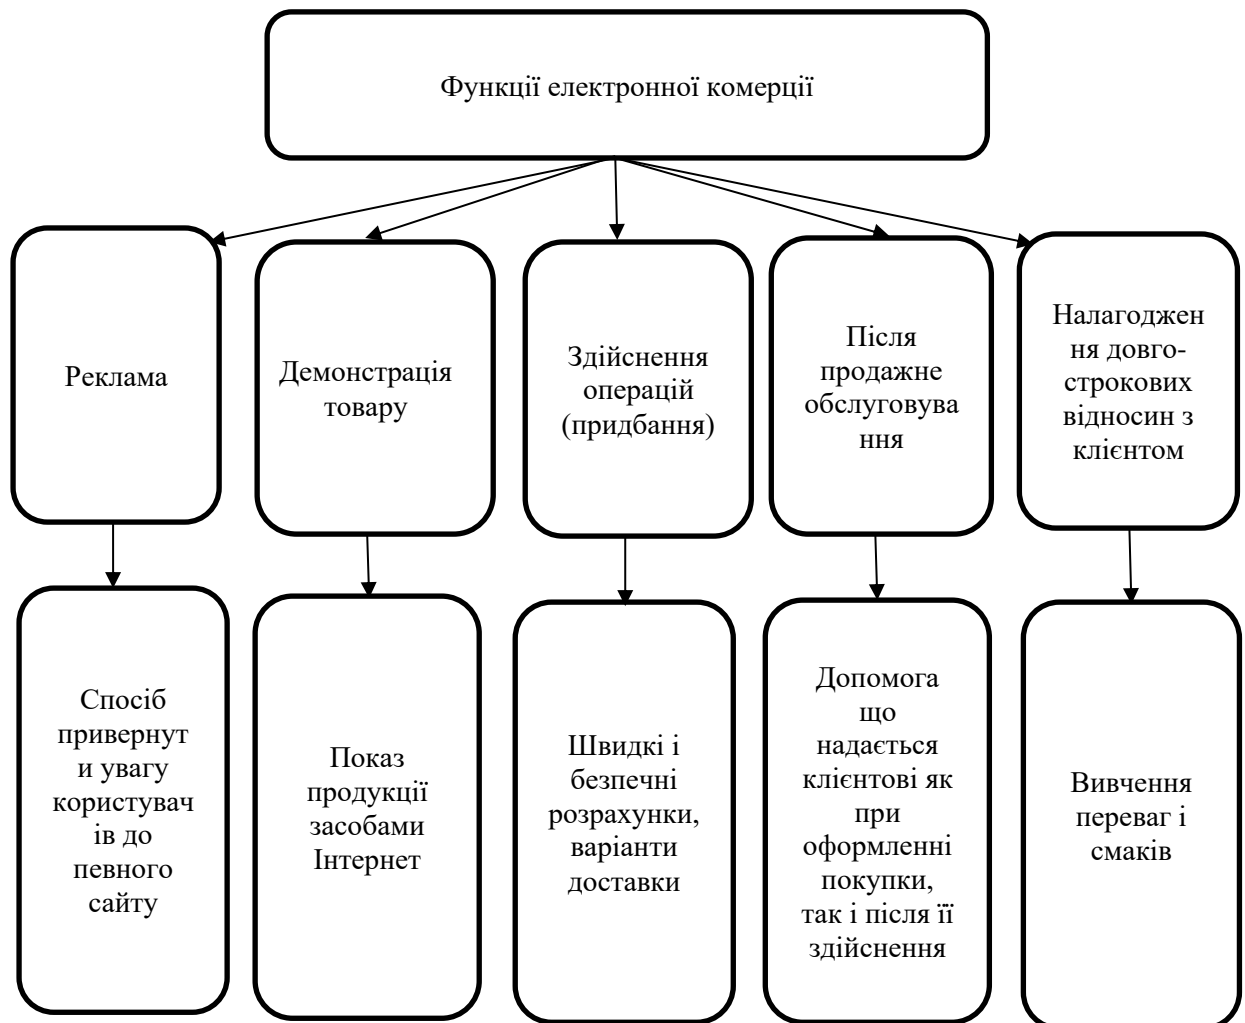 Функції електронної комерції
Реклама
Демонстрація
товару
Здійснення
операцій
(придбання)
Після
продажне
обслуговува
ння
Налагоджен
ня довго-
строкових
відносин з
клієнтом
Спосіб
привернут
и увагу
користувач
ів до
певного
сайту
Показ
продукції
засобами
Інтернет
Швидкі і
безпечні
розрахунки,
варіанти
доставки
Допомога
що
надається
клієнтові як
при
оформленні
покупки,
так і після її
здійснення
Вивчення
переваг і
смаків